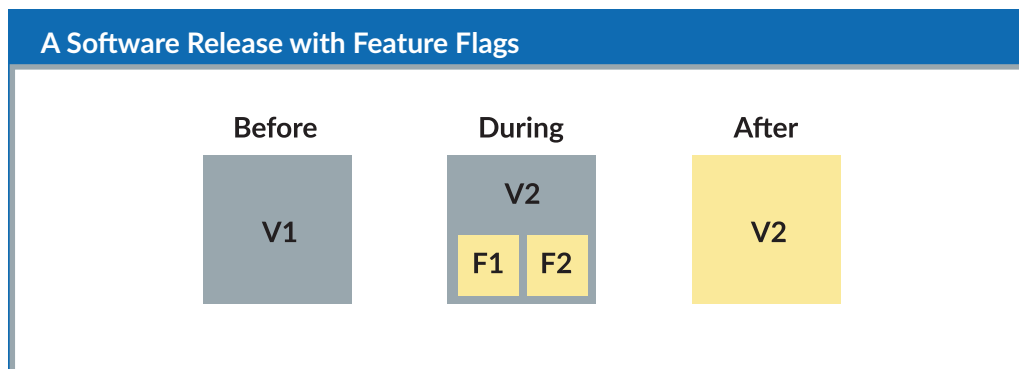 A Software Release with Feature Flags
Before
During
After
V1
V2
F1
F2
V2